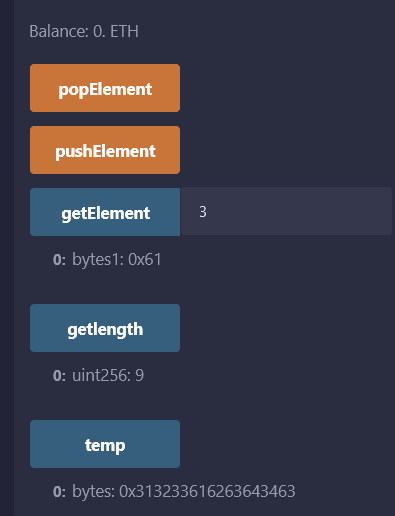 Balance: 0. ETH
popElement
pushElement
getElement 3
0: bytes1: 0x61
getlength
0: uint256: 9
temp
0: bytes: 0x313233616263643463